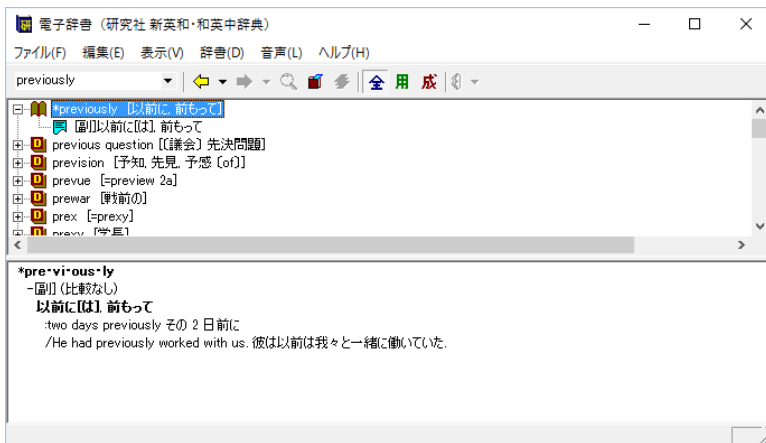 電子辞書（研究社 新英和・和英中辞典）
ファイル(F) 編集(E) 表示(V) 辞書(D) 音声(L) ヘルプ(H)
previously 全 用 成
*previously [以前に, 前もって]
[副]以前に[は], 前もって
previous question [〔議会〕先決問題]
prevision [予知, 先見, 予感〔of〕]
prevue [=preview 2a]
prewar [戦前の]
prex [=prexy]
prexy [学長]
*pre・vi・ous・ly
−[副] (比較なし)
以前に[は], 前もって
:two days previously その 2 日前に
/He had previously worked with us. 彼は以前は我々と一緒に働いていた.